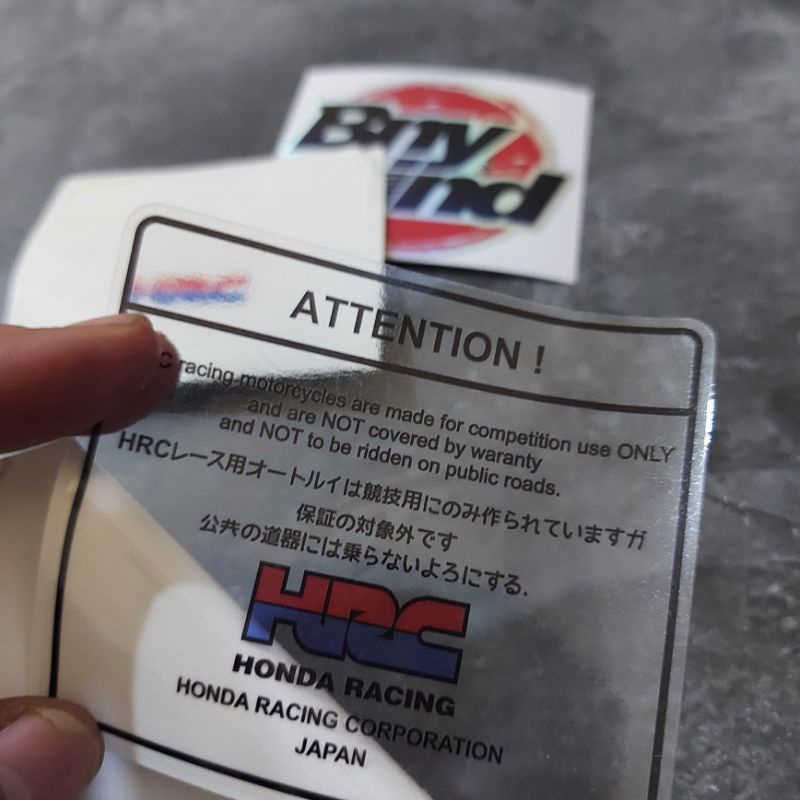 ATTENTION !
racing motorcycles are made for competition use ONLY
and are NOT covered by warranty
and NOT to be ridden on public roads.
HRCレース用オートルイは競技用にのみ作られていますガ
保証の対象外です
公共の道器には乗らないよろにする.
HRC
HONDA RACING
HONDA RACING CORPORATION
JAPAN